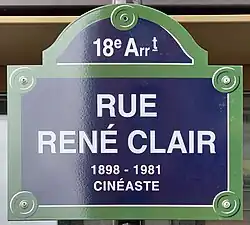 18e Arrt
RUE
RENÉ CLAIR
1898 - 1981
CINÉASTE